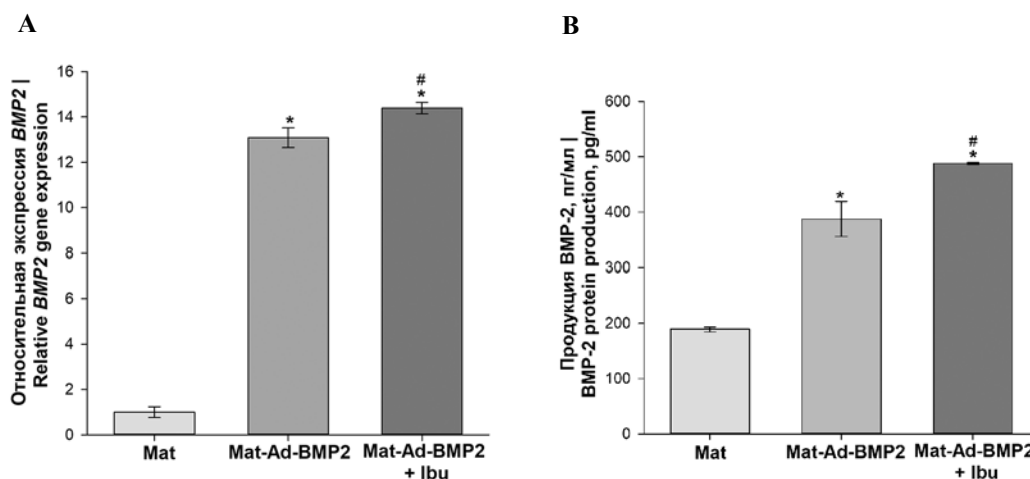 A
Относительная экспрессия BMP2 |
Relative BMP2 gene expression
16
14
12
10
8
6
4
2
0
*
#
*
Mat
Mat-Ad-BMP2
Mat-Ad-BMP2
+ Ibu
B
Продукция BMP-2, пг/мл |
BMP-2 protein production, pg/ml
600
500
400
300
200
100
0
*
#
*
Mat
Mat-Ad-BMP2
Mat-Ad-BMP2
+ Ibu